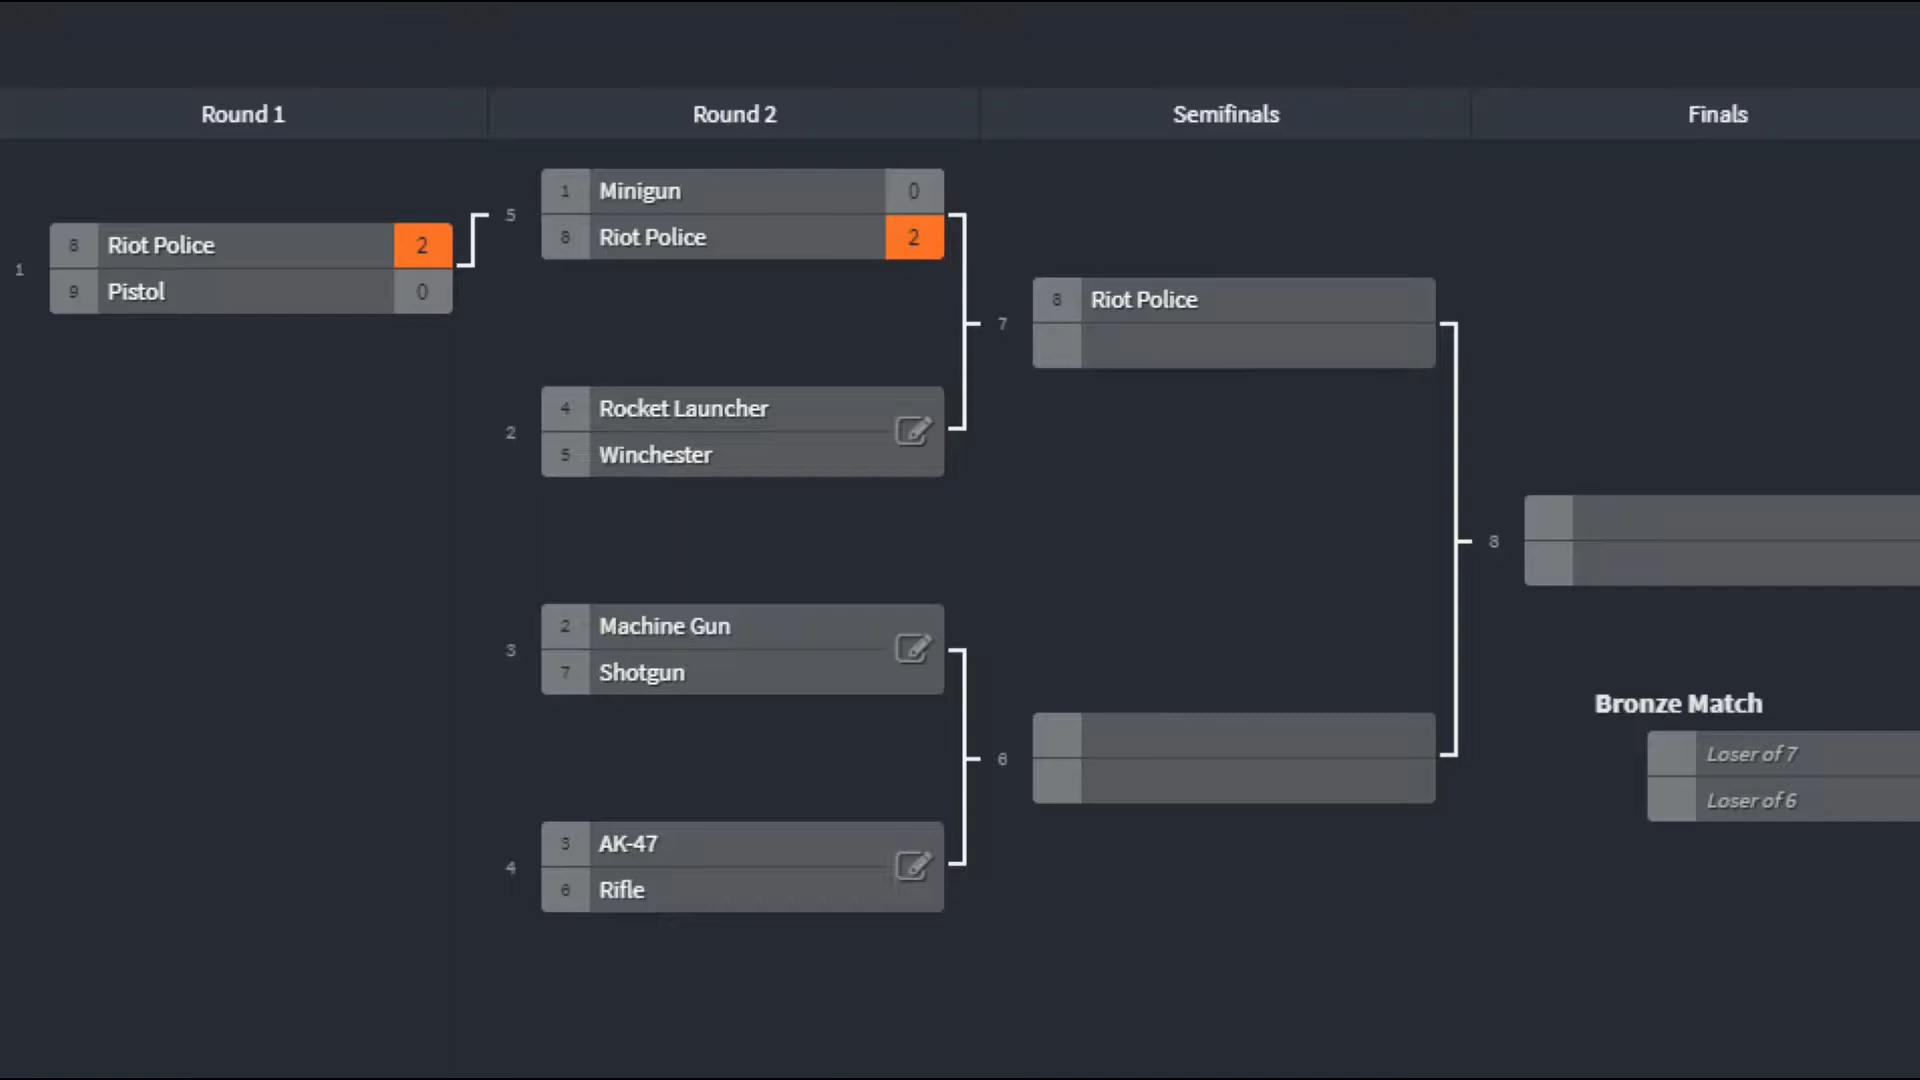 Round 1
Round 2
Semifinals
Finals
1
8 Riot Police 2
9 Pistol 0
5
1 Minigun 0
8 Riot Police 2
2
4 Rocket Launcher
5 Winchester
3
2 Machine Gun
7 Shotgun
4
3 AK-47
6 Rifle
7
8 Riot Police
6
8
Bronze Match
Loser of 7
Loser of 6